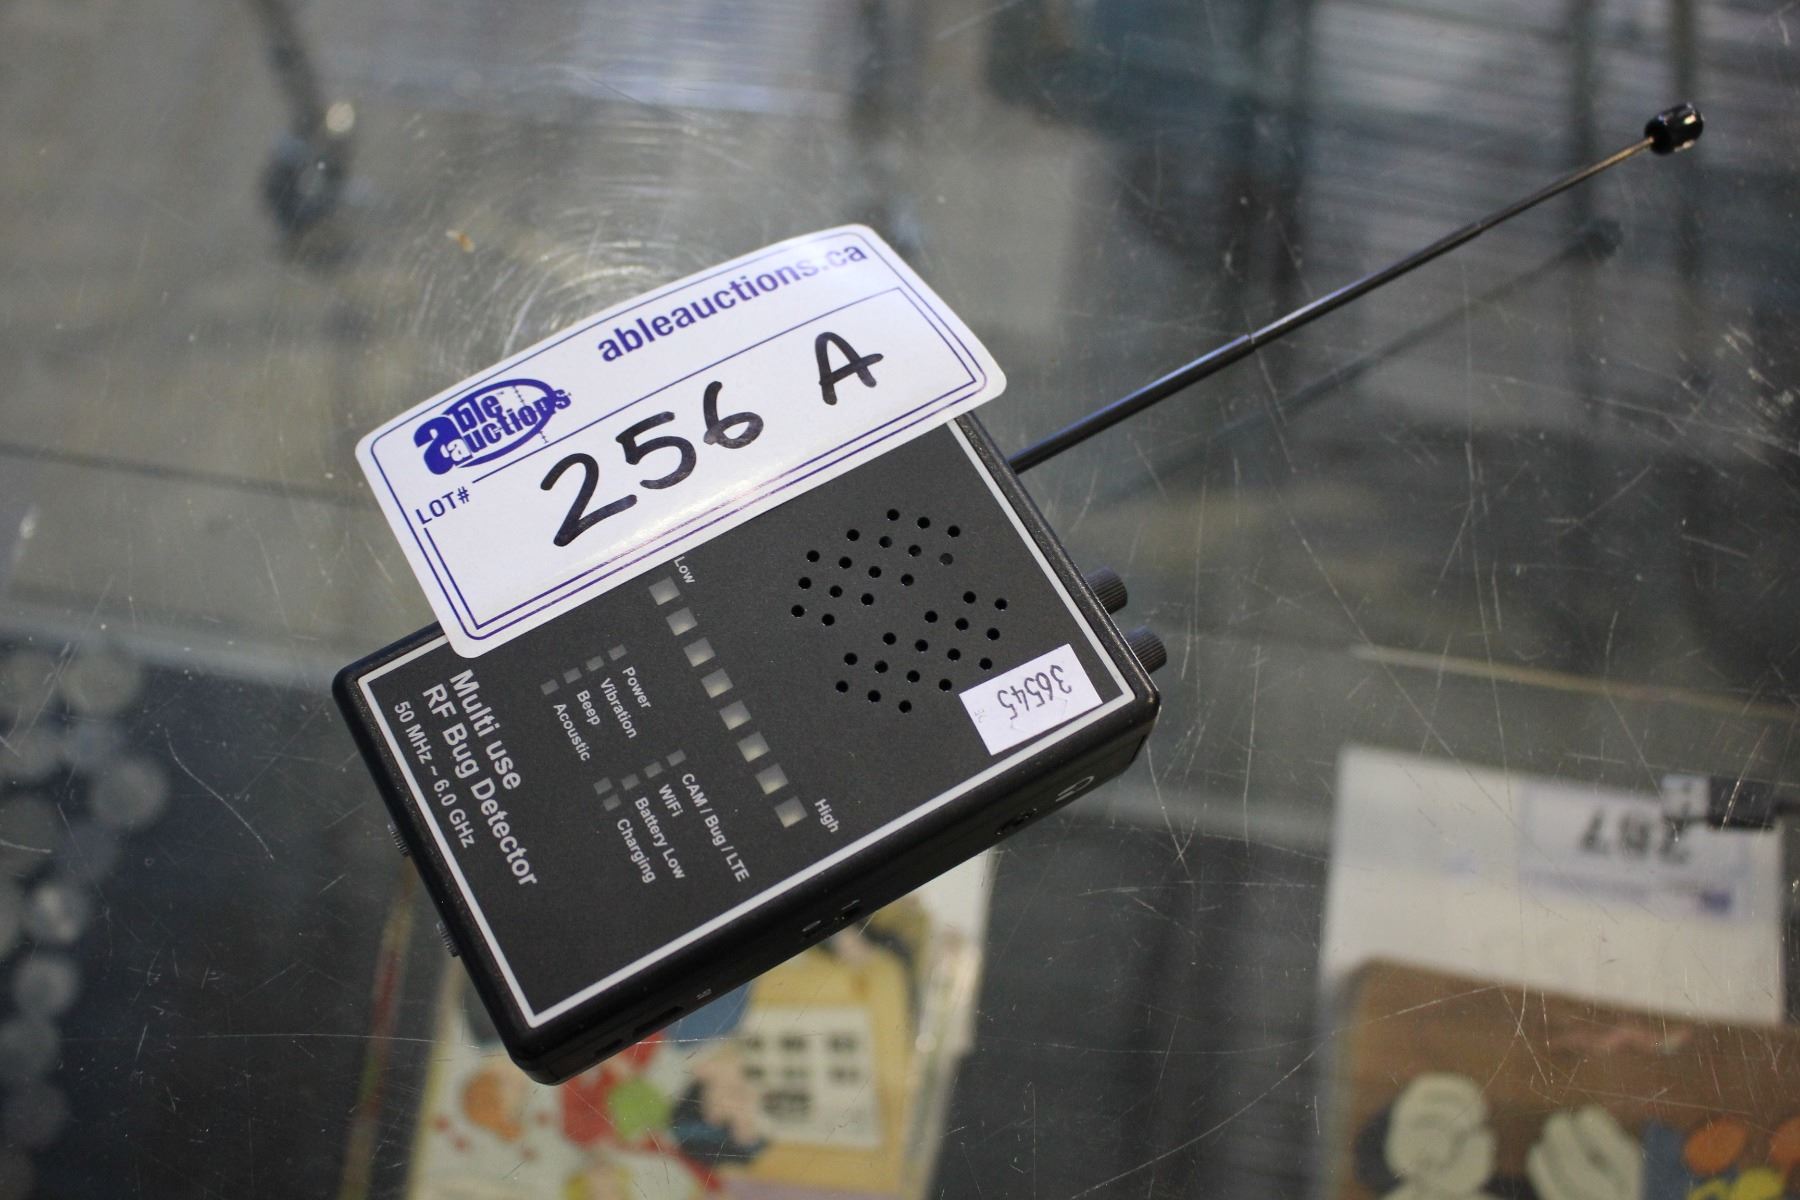 ableauctions.ca
able
auctions
LOT#
256 A
Low
High
Power
Vibration
Beep
Acoustic
CAM / Bug / LTE
WiFi
Battery Low
Charging
Multi use
RF Bug Detector
50 MHz ~ 6.0 GHz
36545